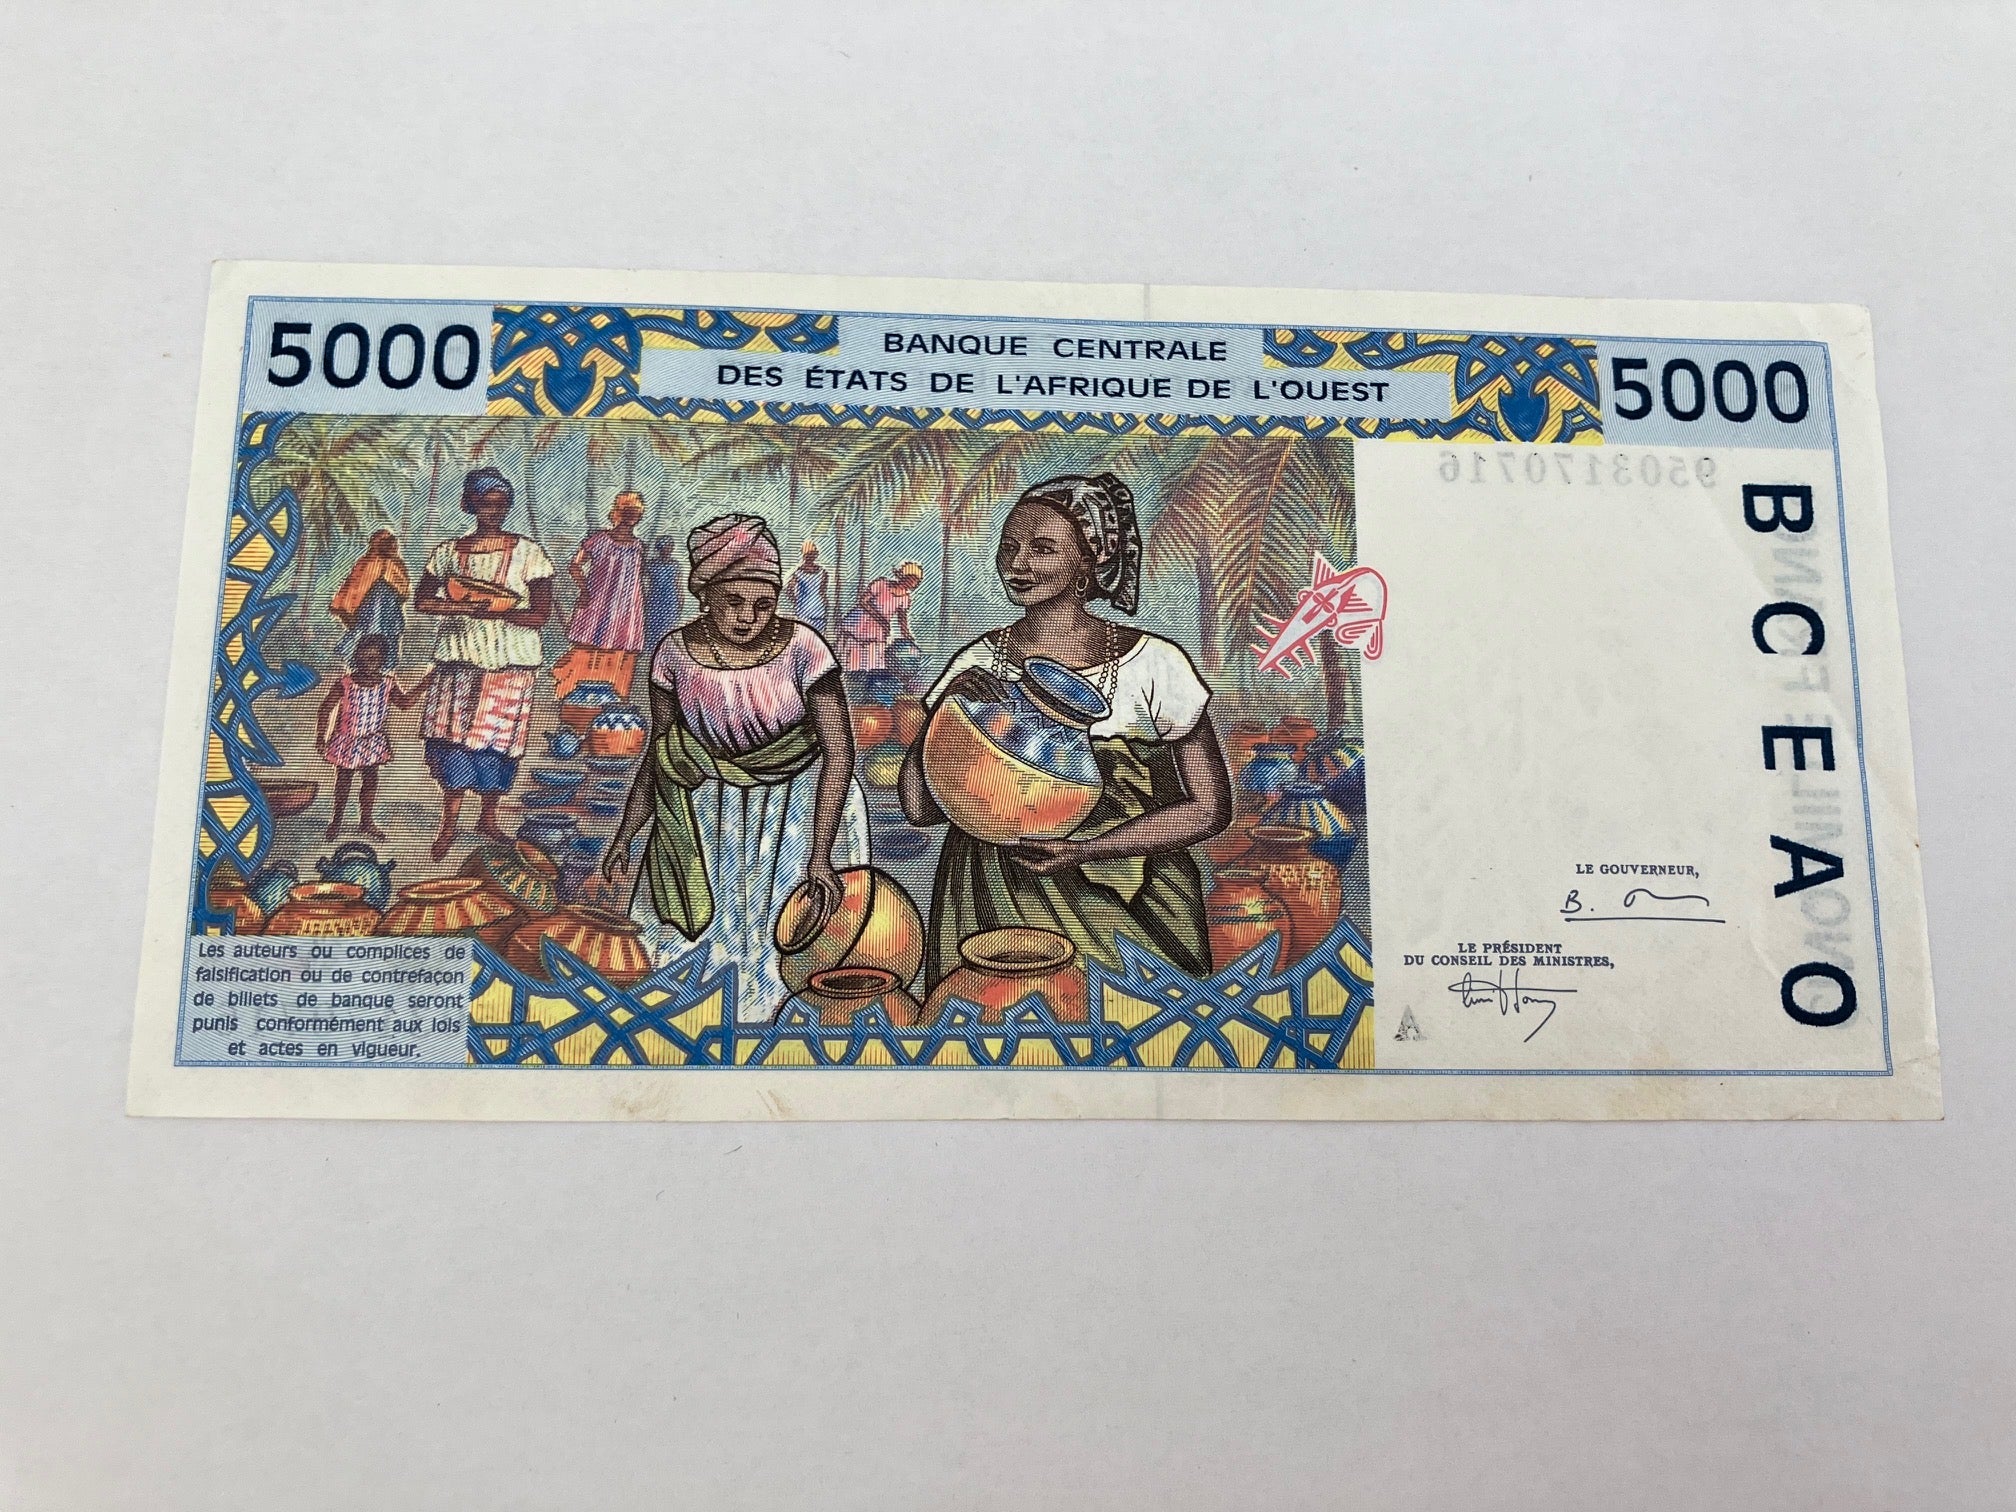 5000
BANQUE CENTRALE
DES ÉTATS DE L'AFRIQUE DE L'OUEST
5000
9503170716
BCEAO
LE GOUVERNEUR,
LE PRÉSIDENT
DU CONSEIL DES MINISTRES,
A
Les auteurs ou complices de
falsification ou de contrefaçon
de billets de banque seront
punis conformément aux lois
et actes en vigueur.